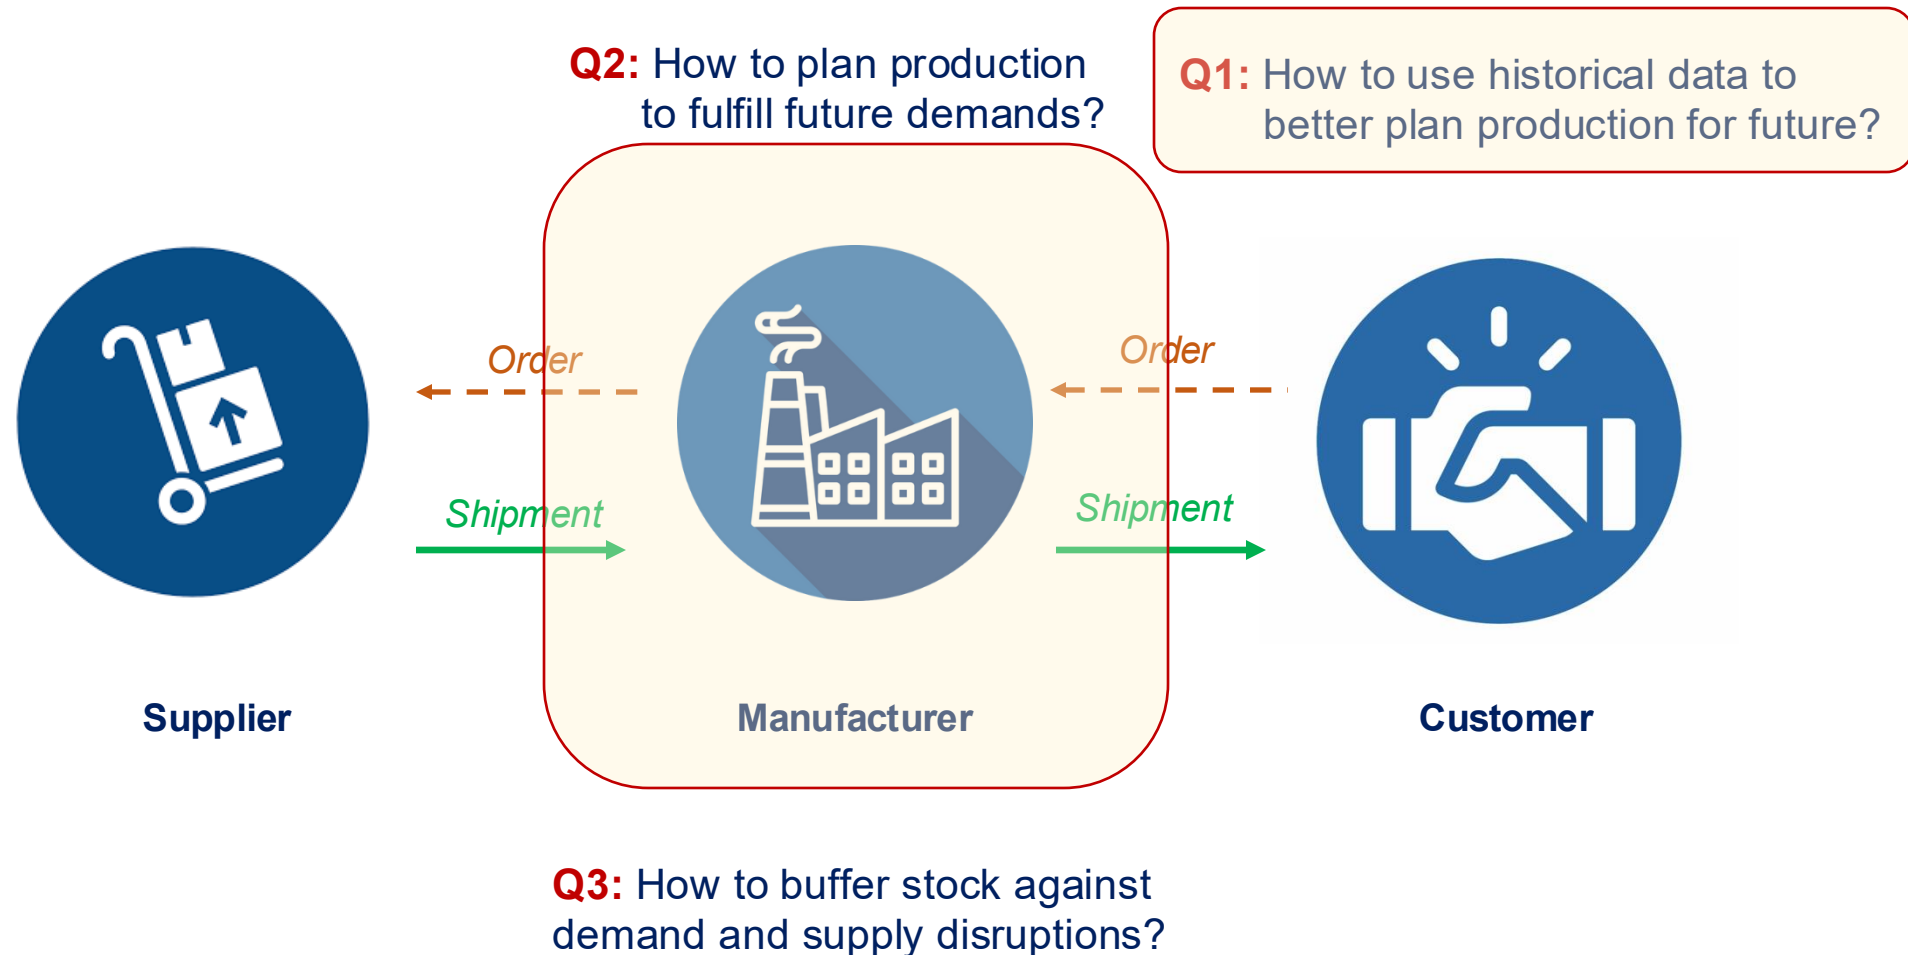 Q2: How to plan production
to fulfill future demands?
Q1: How to use historical data to
better plan production for future?
Order
Order
Shipment
Shipment
Supplier
Manufacturer
Customer
Q3: How to buffer stock against
demand and supply disruptions?